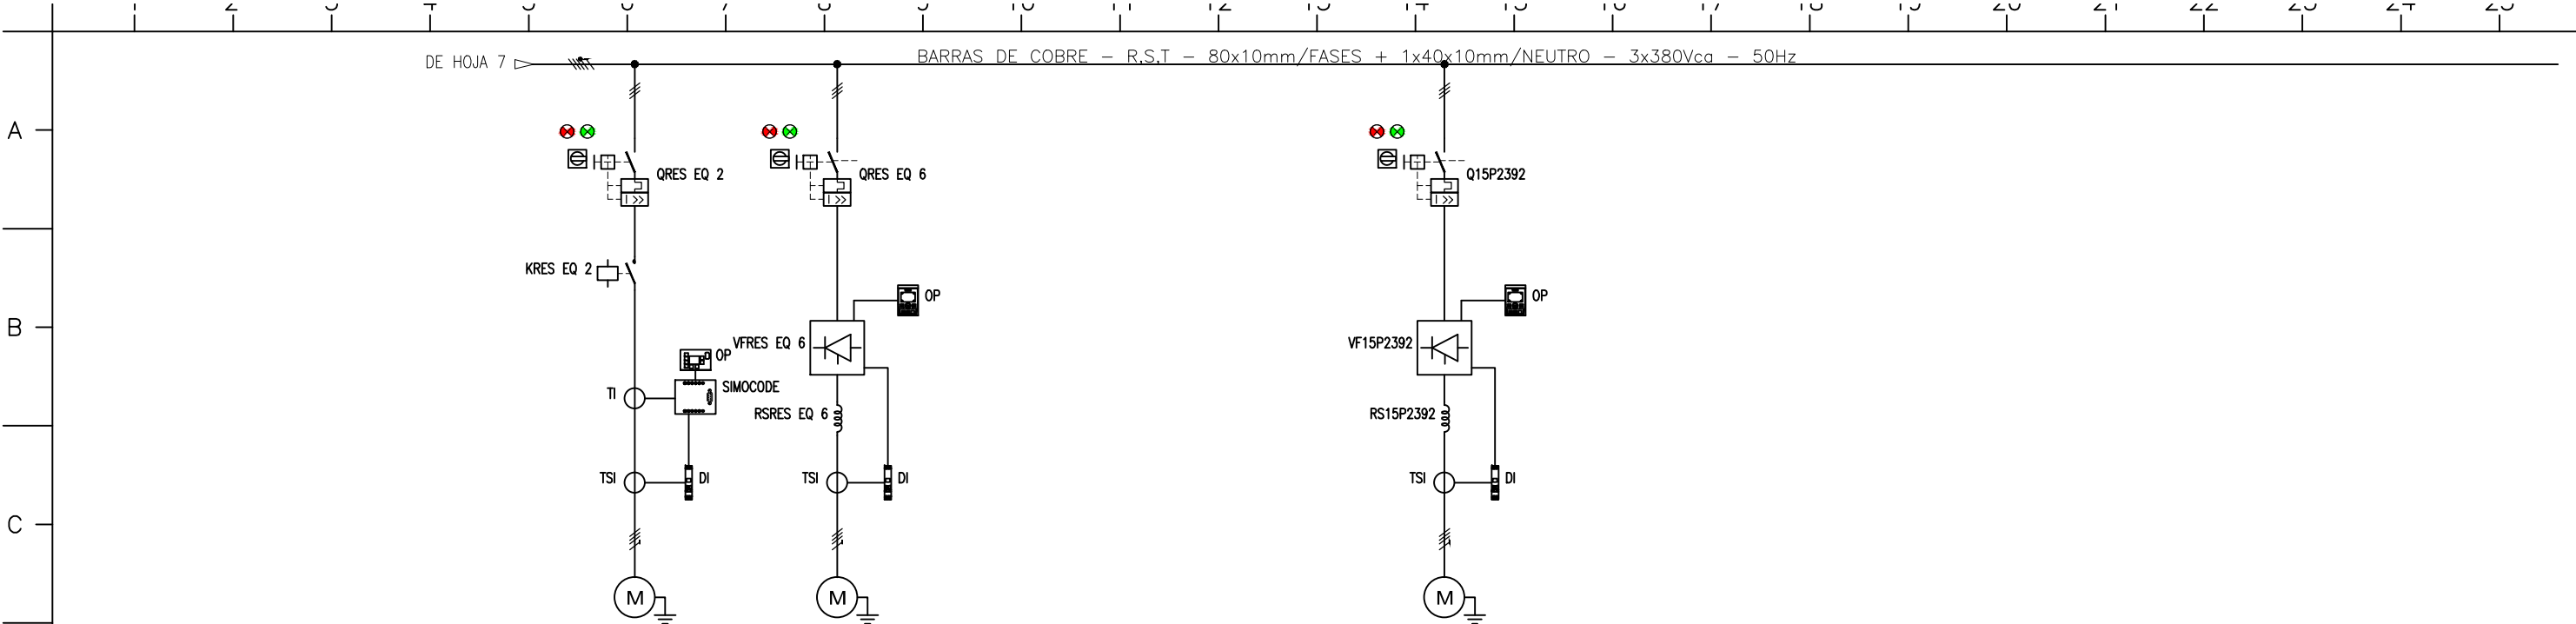 1 2 3 4 5 6 7 8 9 10 11 12 13 14 15 16 17 18 19 20 21 22 23 24 25
DE HOJA 7
BARRAS DE COBRE - R,S,T - 80x10mm/FASES + 1x40x10mm/NEUTRO - 3x380Vca - 50Hz
A
QRES EQ 2
QRES EQ 6
Q15P2392
I >>
I >>
I >>
KRES EQ 2
OP
OP
B
OP
VFRES EQ 6
VF15P2392
SIMOCODE
TI
RSRES EQ 6
RS15P2392
TSI
DI
TSI
DI
TSI
DI
C
M
M
M